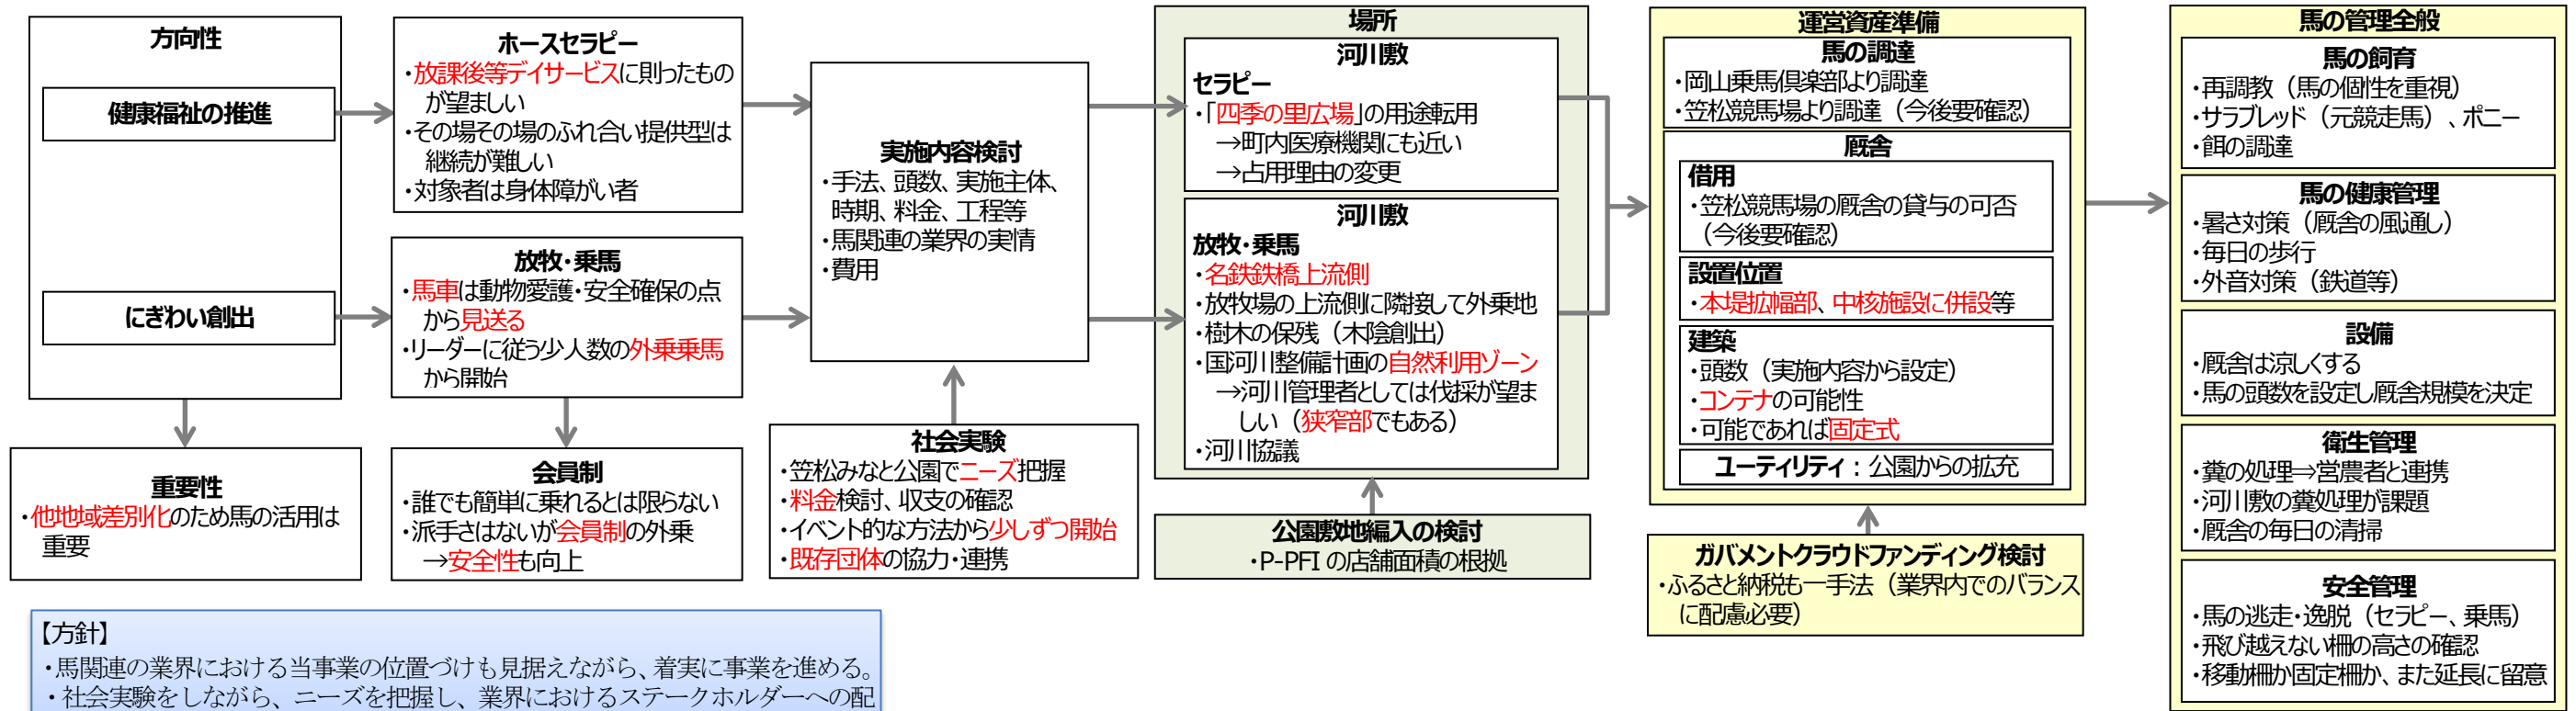 方向性
健康福祉の推進
にぎわい創出
重要性
・他地域差別化のため馬の活用は
重要
ホースセラピー
・放課後等デイサービスに則ったもの
が望ましい
・その場その場のふれ合い提供型は
継続が難しい
・対象者は身体障がい者
放牧・乗馬
・馬車は動物愛護・安全確保の点
から見送る
・リーダーに従う少人数の外乗乗馬
から開始
会員制
・誰でも簡単に乗れるとは限らない
・派手さはないが会員制の外乗
→安全性も向上
実施内容検討
・手法、頭数、実施主体、
時期、料金、工程等
・馬関連の業界の実情
・費用
社会実験
・笠松みなと公園でニーズ把握
・料金検討、収支の確認
・イベント的な方法から少しずつ開始
・既存団体の協力・連携
場所
河川敷
セラピー
・「四季の里広場」の用途転用
→町内医療機関にも近い
→占用理由の変更
河川敷
放牧・乗馬
・名鉄鉄橋上流側
・放牧場の上流側に隣接して外乗地
・樹木の保残（木陰創出）
・国河川整備計画の自然利用ゾーン
→河川管理者としては伐採が望ま
しい（狭窄部でもある）
・河川協議
公園敷地編入の検討
・P-PFI の店舗面積の根拠
運営資産準備
馬の調達
・岡山乗馬倶楽部より調達
・笠松競馬場より調達（今後要確認）
厩舎
借用
・笠松競馬場の厩舎の貸与の可否
（今後要確認）
設置位置
・本堤拡幅部、中核施設に併設等
建築
・頭数（実施内容から設定）
・コンテナの可能性
・可能であれば固定式
ユーティリティ：公園からの拡充
ガバメントクラウドファンディング検討
・ふるさと納税も一手法（業界内でのバランス
に配慮必要）
馬の管理全般
馬の飼育
・再調教（馬の個性を重視）
・サラブレッド（元競走馬）、ポニー
・餌の調達
馬の健康管理
・暑さ対策（厩舎の風通し）
・毎日の歩行
・外音対策（鉄道等）
設備
・厩舎は涼しくする
・馬の頭数を設定し厩舎規模を決定
衛生管理
・糞の処理⇒営農者と連携
・河川敷の糞処理が課題
・厩舎の毎日の清掃
安全管理
・馬の逃走・逸脱（セラピー、乗馬）
・飛び越えない柵の高さの確認
・移動柵か固定柵か、また延長に留意
【方針】
・馬関連の業界における当事業の位置づけも見据えながら、着実に事業を進める。
・社会実験をしながら、ニーズを把握し、業界におけるステークホルダーへの配